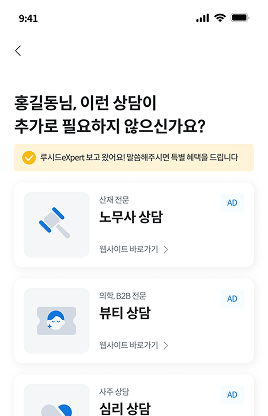 9:41
홍길동님, 이런 상담이
추가로 필요하지 않으신가요?
루시드eXpert 보고 왔어요! 말씀해주시면 특별 혜택을 드립니다
산재 전문
AD
노무사 상담
웹사이트 바로가기
의학, B2B 전문
AD
뷰티 상담
웹사이트 바로가기
사주 상담
AD
심리 상담